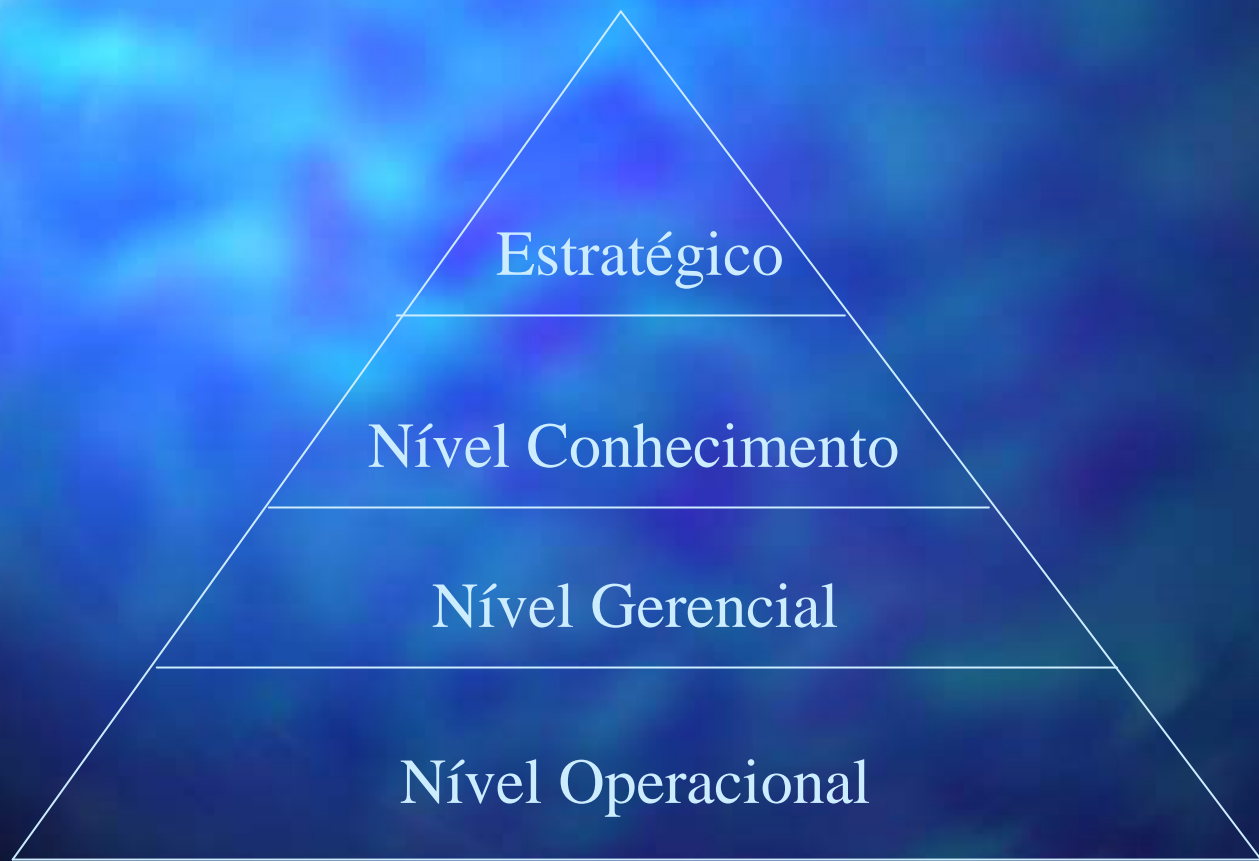 Estratégico
Nível Conhecimento
Nível Gerencial
Nível Operacional